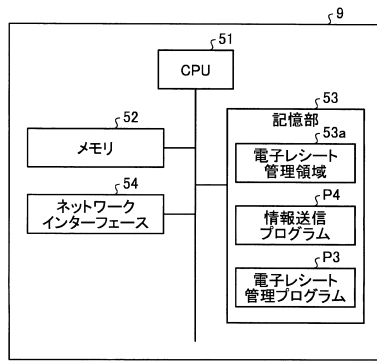 9
51
CPU
52
メモリ
54
ネットワーク
インターフェース
53
記憶部
53a
電子レシート
管理領域
P4
情報送信
プログラム
P3
電子レシート
管理プログラム